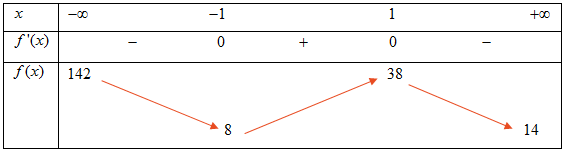 x −∞ −1 1 +∞
f '(x) − 0 + 0 −
f(x) 142 38
8 14